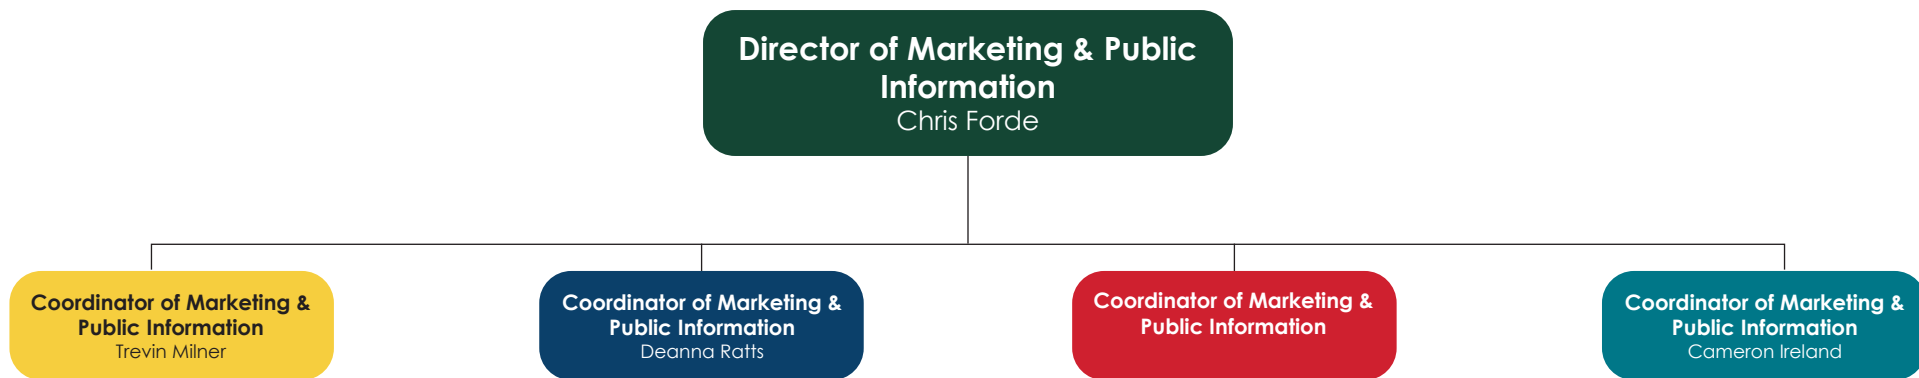 Director of Marketing & Public
Information
Chris Forde
Coordinator of Marketing &
Public Information
Trevin Milner
Coordinator of Marketing &
Public Information
Deanna Ratts
Coordinator of Marketing &
Public Information
Coordinator of Marketing &
Public Information
Cameron Ireland